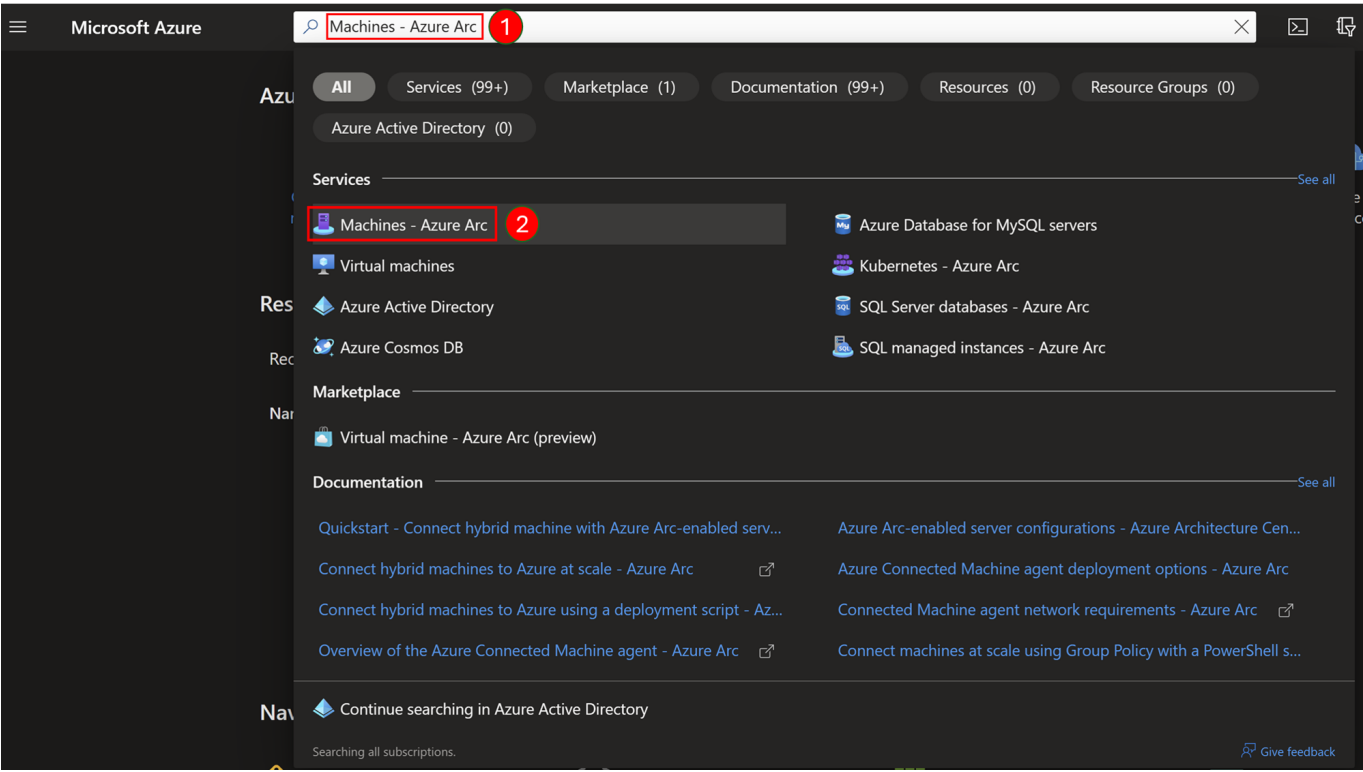 Microsoft Azure
Machines - Azure Arc
1
All
Services (99+)
Marketplace (1)
Documentation (99+)
Resources (0)
Resource Groups (0)
Azure Active Directory (0)
Services
See all
Machines - Azure Arc
2
Azure Database for MySQL servers
Virtual machines
Kubernetes - Azure Arc
Azure Active Directory
SQL Server databases - Azure Arc
Azure Cosmos DB
SQL managed instances - Azure Arc
Marketplace
Virtual machine - Azure Arc (preview)
Documentation
See all
Quickstart - Connect hybrid machine with Azure Arc-enabled serv...
Azure Arc-enabled server configurations - Azure Architecture Cen...
Connect hybrid machines to Azure at scale - Azure Arc
Azure Connected Machine agent deployment options - Azure Arc
Connect hybrid machines to Azure using a deployment script - Az...
Connected Machine agent network requirements - Azure Arc
Overview of the Azure Connected Machine agent - Azure Arc
Connect machines at scale using Group Policy with a PowerShell s...
Continue searching in Azure Active Directory
Searching all subscriptions.
Give feedback
Azu
Res
Rec
Nar
Nav